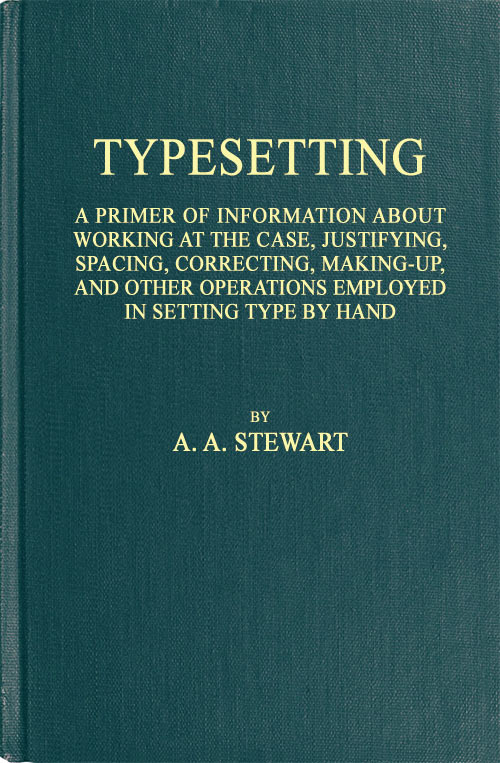 TYPESETTING
A PRIMER OF INFORMATION ABOUT
WORKING AT THE CASE, JUSTIFYING,
SPACING, CORRECTING, MAKING-UP,
AND OTHER OPERATIONS EMPLOYED
IN SETTING TYPE BY HAND
BY
A. A. STEWART